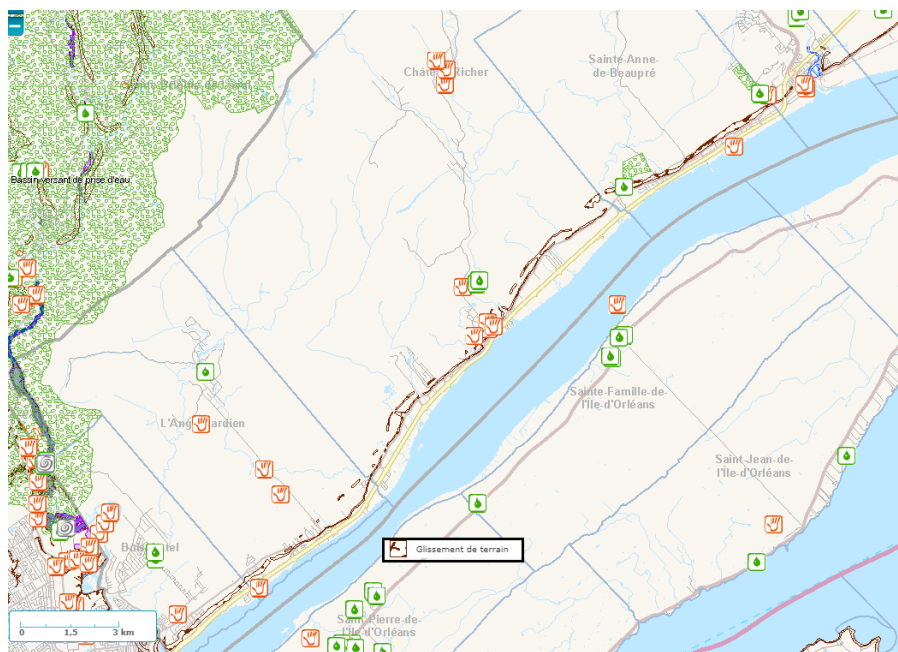 Sainte-Anne-
de-Beaupré
Château-Richer
Bassin versant de prise d'eau
Sainte-Famille-de-
l'Île-d'Orléans
L'Ange-Gardien
Saint-Jean-de-
l'Île-d'Orléans
Glissement de terrain
Boischatel
Saint-Pierre-de-
l'Île-d'Orléans
0 1,5 3 km